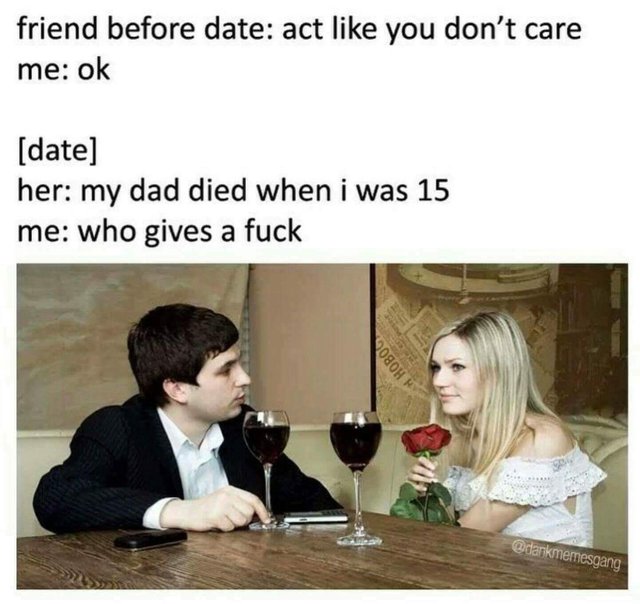 friend before date: act like you don’t care
me: ok
[date]
her: my dad died when i was 15
me: who gives a fuck
@dankmemesgang